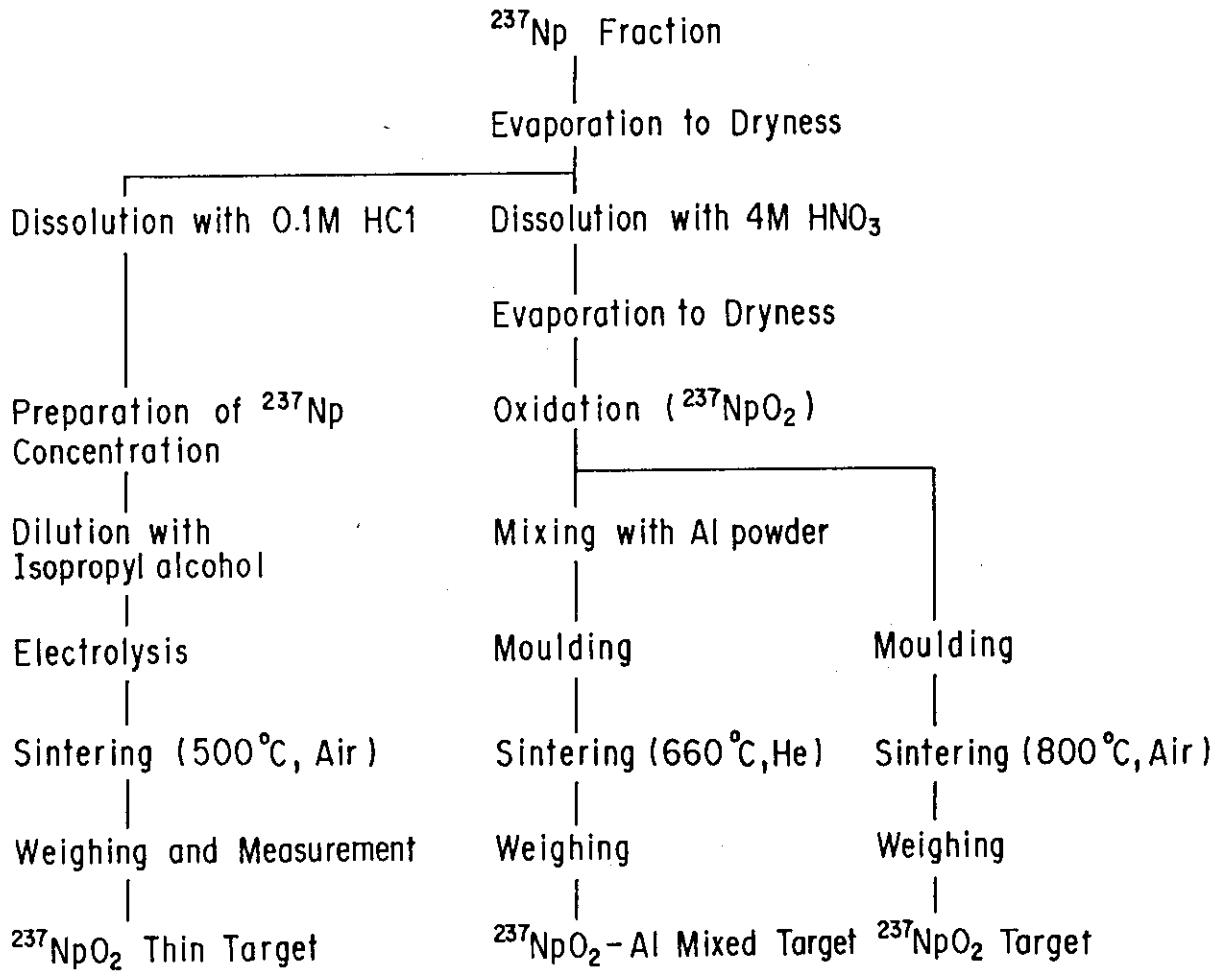 ²³⁷Np Fraction
Evaporation to Dryness
Dissolution with 0.1M HCl
Dissolution with 4M HNO₃
Evaporation to Dryness
Preparation of ²³⁷Np
Concentration
Oxidation (²³⁷NpO₂)
Dilution with
Isopropyl alcohol
Mixing with Al powder
Electrolysis
Moulding
Moulding
Sintering (500°C, Air)
Sintering (660°C, He)
Sintering (800°C, Air)
Weighing and Measurement
Weighing
Weighing
²³⁷NpO₂ Thin Target
²³⁷NpO₂-Al Mixed Target
²³⁷NpO₂ Target